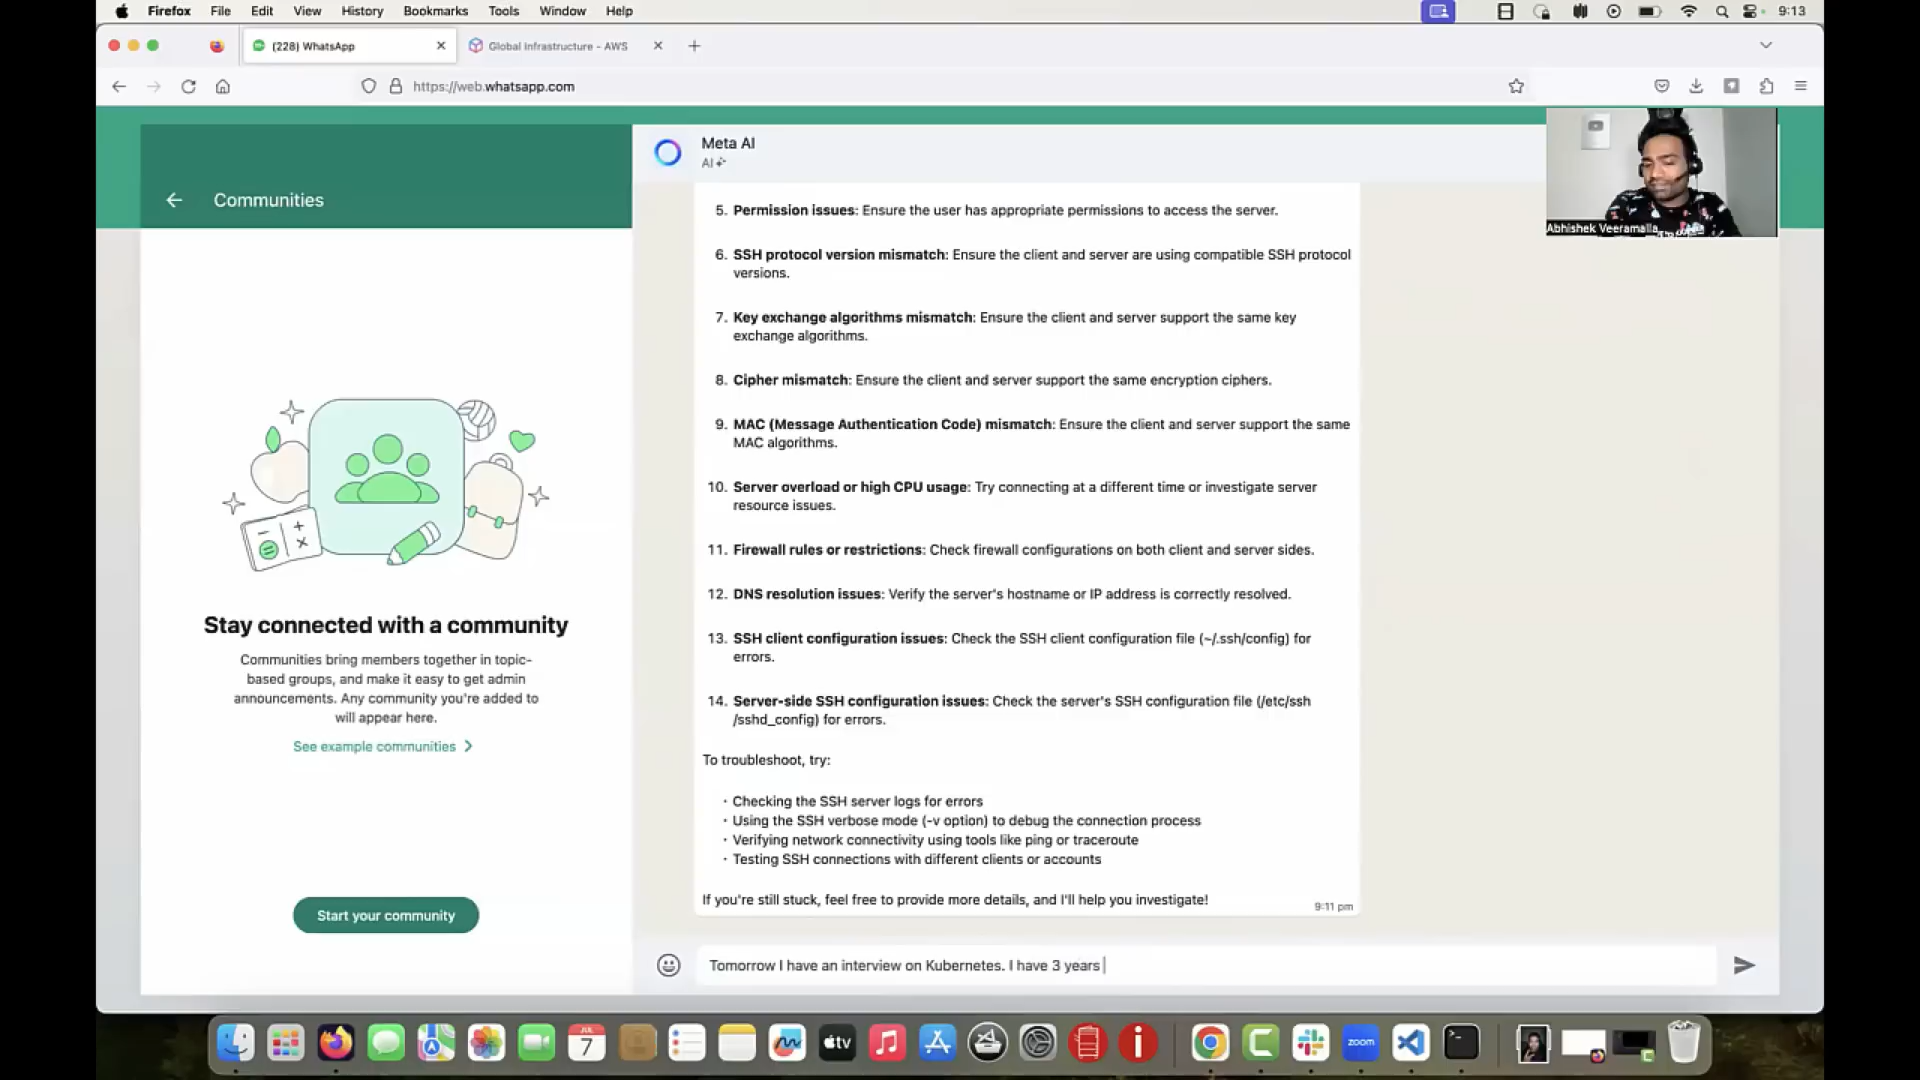 Firefox File Edit View History Bookmarks Tools Window Help 9:13
(228) WhatsApp Global Infrastructure - AWS
https://web.whatsapp.com
Communities
Stay connected with a community
Communities bring members together in topic-
based groups, and make it easy to get admin
announcements. Any community you're added to
will appear here.
See example communities
Start your community
Meta AI
AI
Abhishek Veeramalla
5. Permission issues: Ensure the user has appropriate permissions to access the server.
6. SSH protocol version mismatch: Ensure the client and server are using compatible SSH protocol
versions.
7. Key exchange algorithms mismatch: Ensure the client and server support the same key
exchange algorithms.
8. Cipher mismatch: Ensure the client and server support the same encryption ciphers.
9. MAC (Message Authentication Code) mismatch: Ensure the client and server support the same
MAC algorithms.
10. Server overload or high CPU usage: Try connecting at a different time or investigate server
resource issues.
11. Firewall rules or restrictions: Check firewall configurations on both client and server sides.
12. DNS resolution issues: Verify the server's hostname or IP address is correctly resolved.
13. SSH client configuration issues: Check the SSH client configuration file (~/.ssh/config) for
errors.
14. Server-side SSH configuration issues: Check the server's SSH configuration file (/etc/ssh
/sshd_config) for errors.
To troubleshoot, try:
• Checking the SSH server logs for errors
• Using the SSH verbose mode (-v option) to debug the connection process
• Verifying network connectivity using tools like ping or traceroute
• Testing SSH connections with different clients or accounts
If you're still stuck, feel free to provide more details, and I'll help you investigate!
9:11 pm
Tomorrow I have an interview on Kubernetes. I have 3 years
JUL
7
tv
zoom